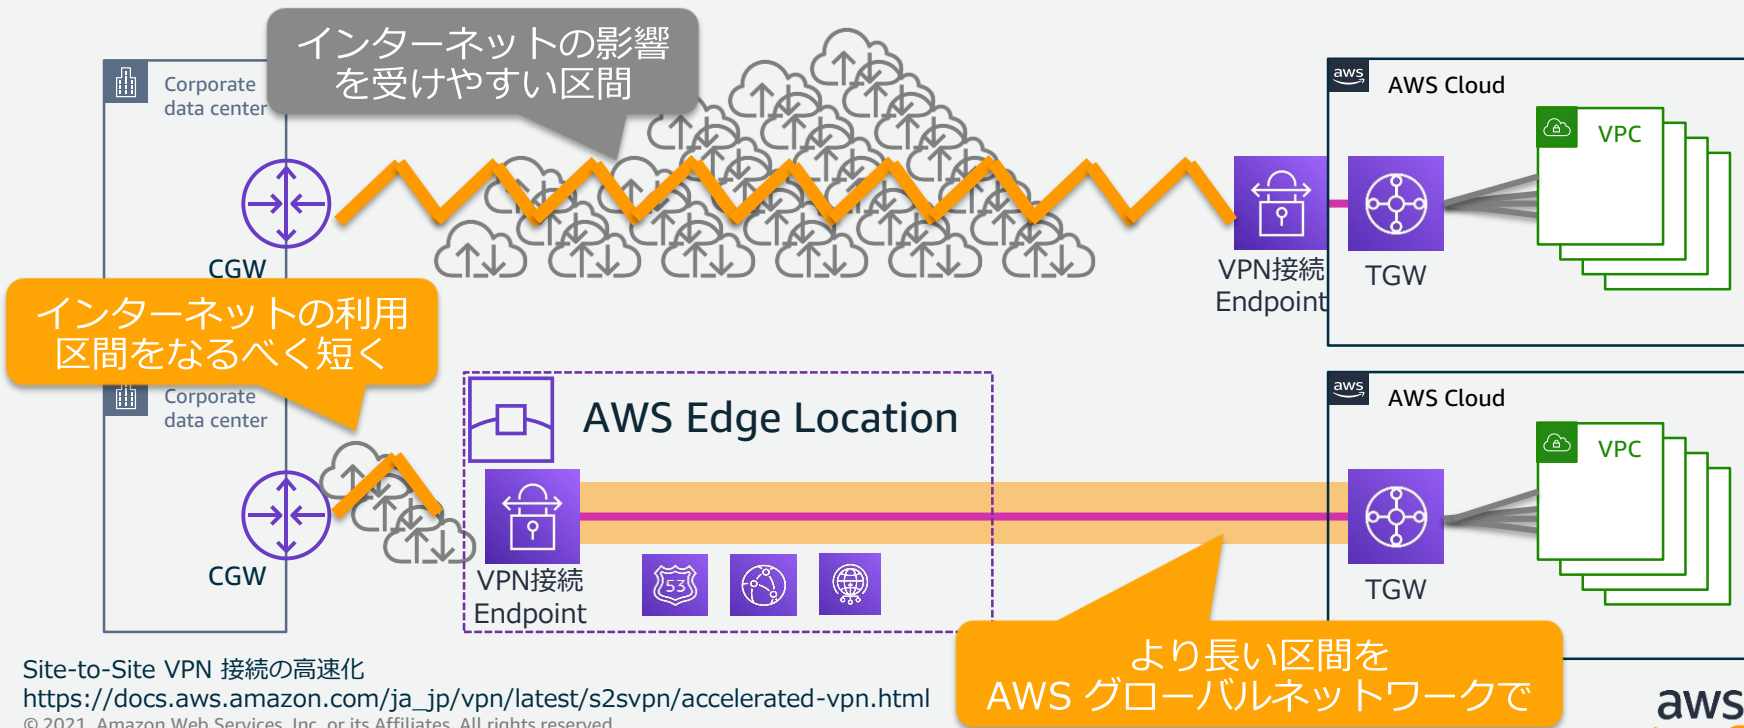 インターネットの影響
を受けやすい区間
Corporate
data center
CGW
VPN接続
Endpoint
aws
AWS Cloud
TGW
VPC
インターネットの利用
区間をなるべく短く
Corporate
data center
CGW
AWS Edge Location
VPN接続
Endpoint
53
aws
AWS Cloud
TGW
VPC
より長い区間を
AWS グローバルネットワークで
Site-to-Site VPN 接続の高速化
https://docs.aws.amazon.com/ja_jp/vpn/latest/s2svpn/accelerated-vpn.html
© 2021, Amazon Web Services, Inc. or its Affiliates. All rights reserved
aws